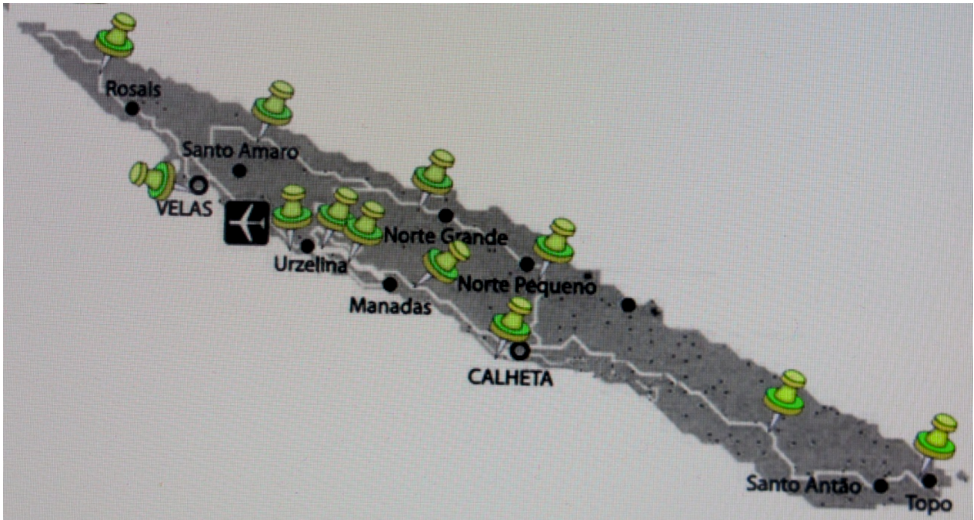 Rosais
Santo Amaro
VELAS
Norte Grande
Urzelina
Norte Pequeno
Manadas
CALHETA
Santo Antão
Topo